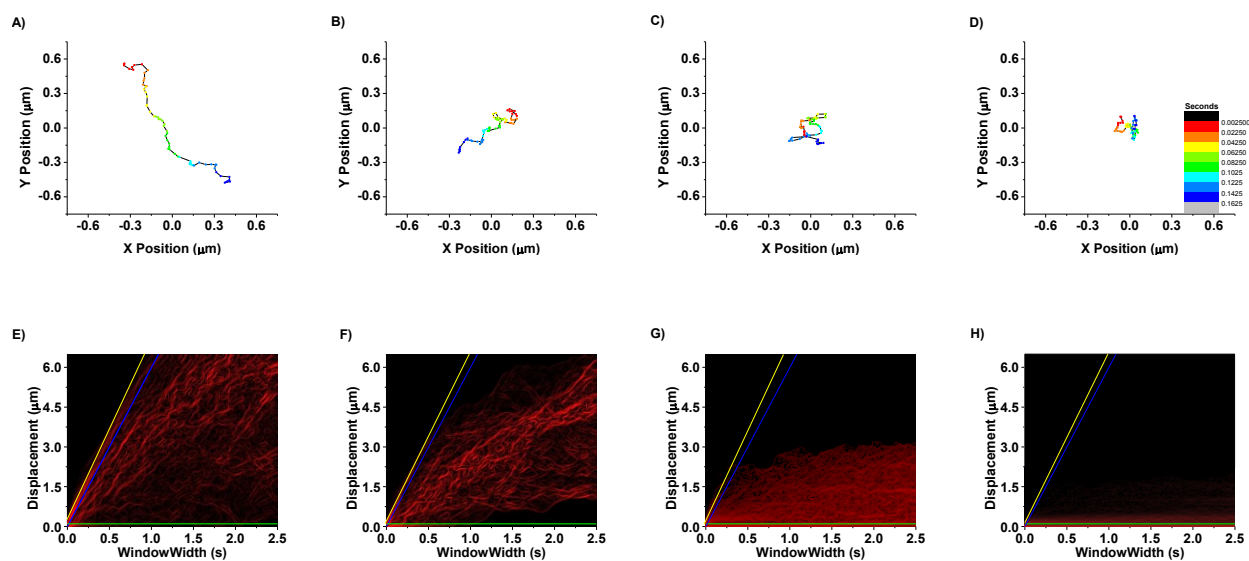 A)
0.6
0.3
0.0
-0.3
-0.6
Y Position (μm)
-0.6 -0.3 0.0 0.3 0.6
X Position (μm)
B)
0.6
0.3
0.0
-0.3
-0.6
Y Position (μm)
-0.6 -0.3 0.0 0.3 0.6
X Position (μm)
C)
0.6
0.3
0.0
-0.3
-0.6
Y Position (μm)
-0.6 -0.3 0.0 0.3 0.6
X Position (μm)
D)
0.6
0.3
0.0
-0.3
-0.6
Y Position (μm)
-0.6 -0.3 0.0 0.3 0.6
X Position (μm)
Seconds
0.002500
0.02250
0.04250
0.06250
0.08250
0.1025
0.1225
0.1425
0.1625
E)
6.0
4.5
3.0
1.5
0.0
Displacement (μm)
0.0 0.5 1.0 1.5 2.0 2.5
WindowWidth (s)
F)
6.0
4.5
3.0
1.5
0.0
Displacement (μm)
0.0 0.5 1.0 1.5 2.0 2.5
WindowWidth (s)
G)
6.0
4.5
3.0
1.5
0.0
Displacement (μm)
0.0 0.5 1.0 1.5 2.0 2.5
WindowWidth (s)
H)
6.0
4.5
3.0
1.5
0.0
Displacement (μm)
0.0 0.5 1.0 1.5 2.0 2.5
WindowWidth (s)